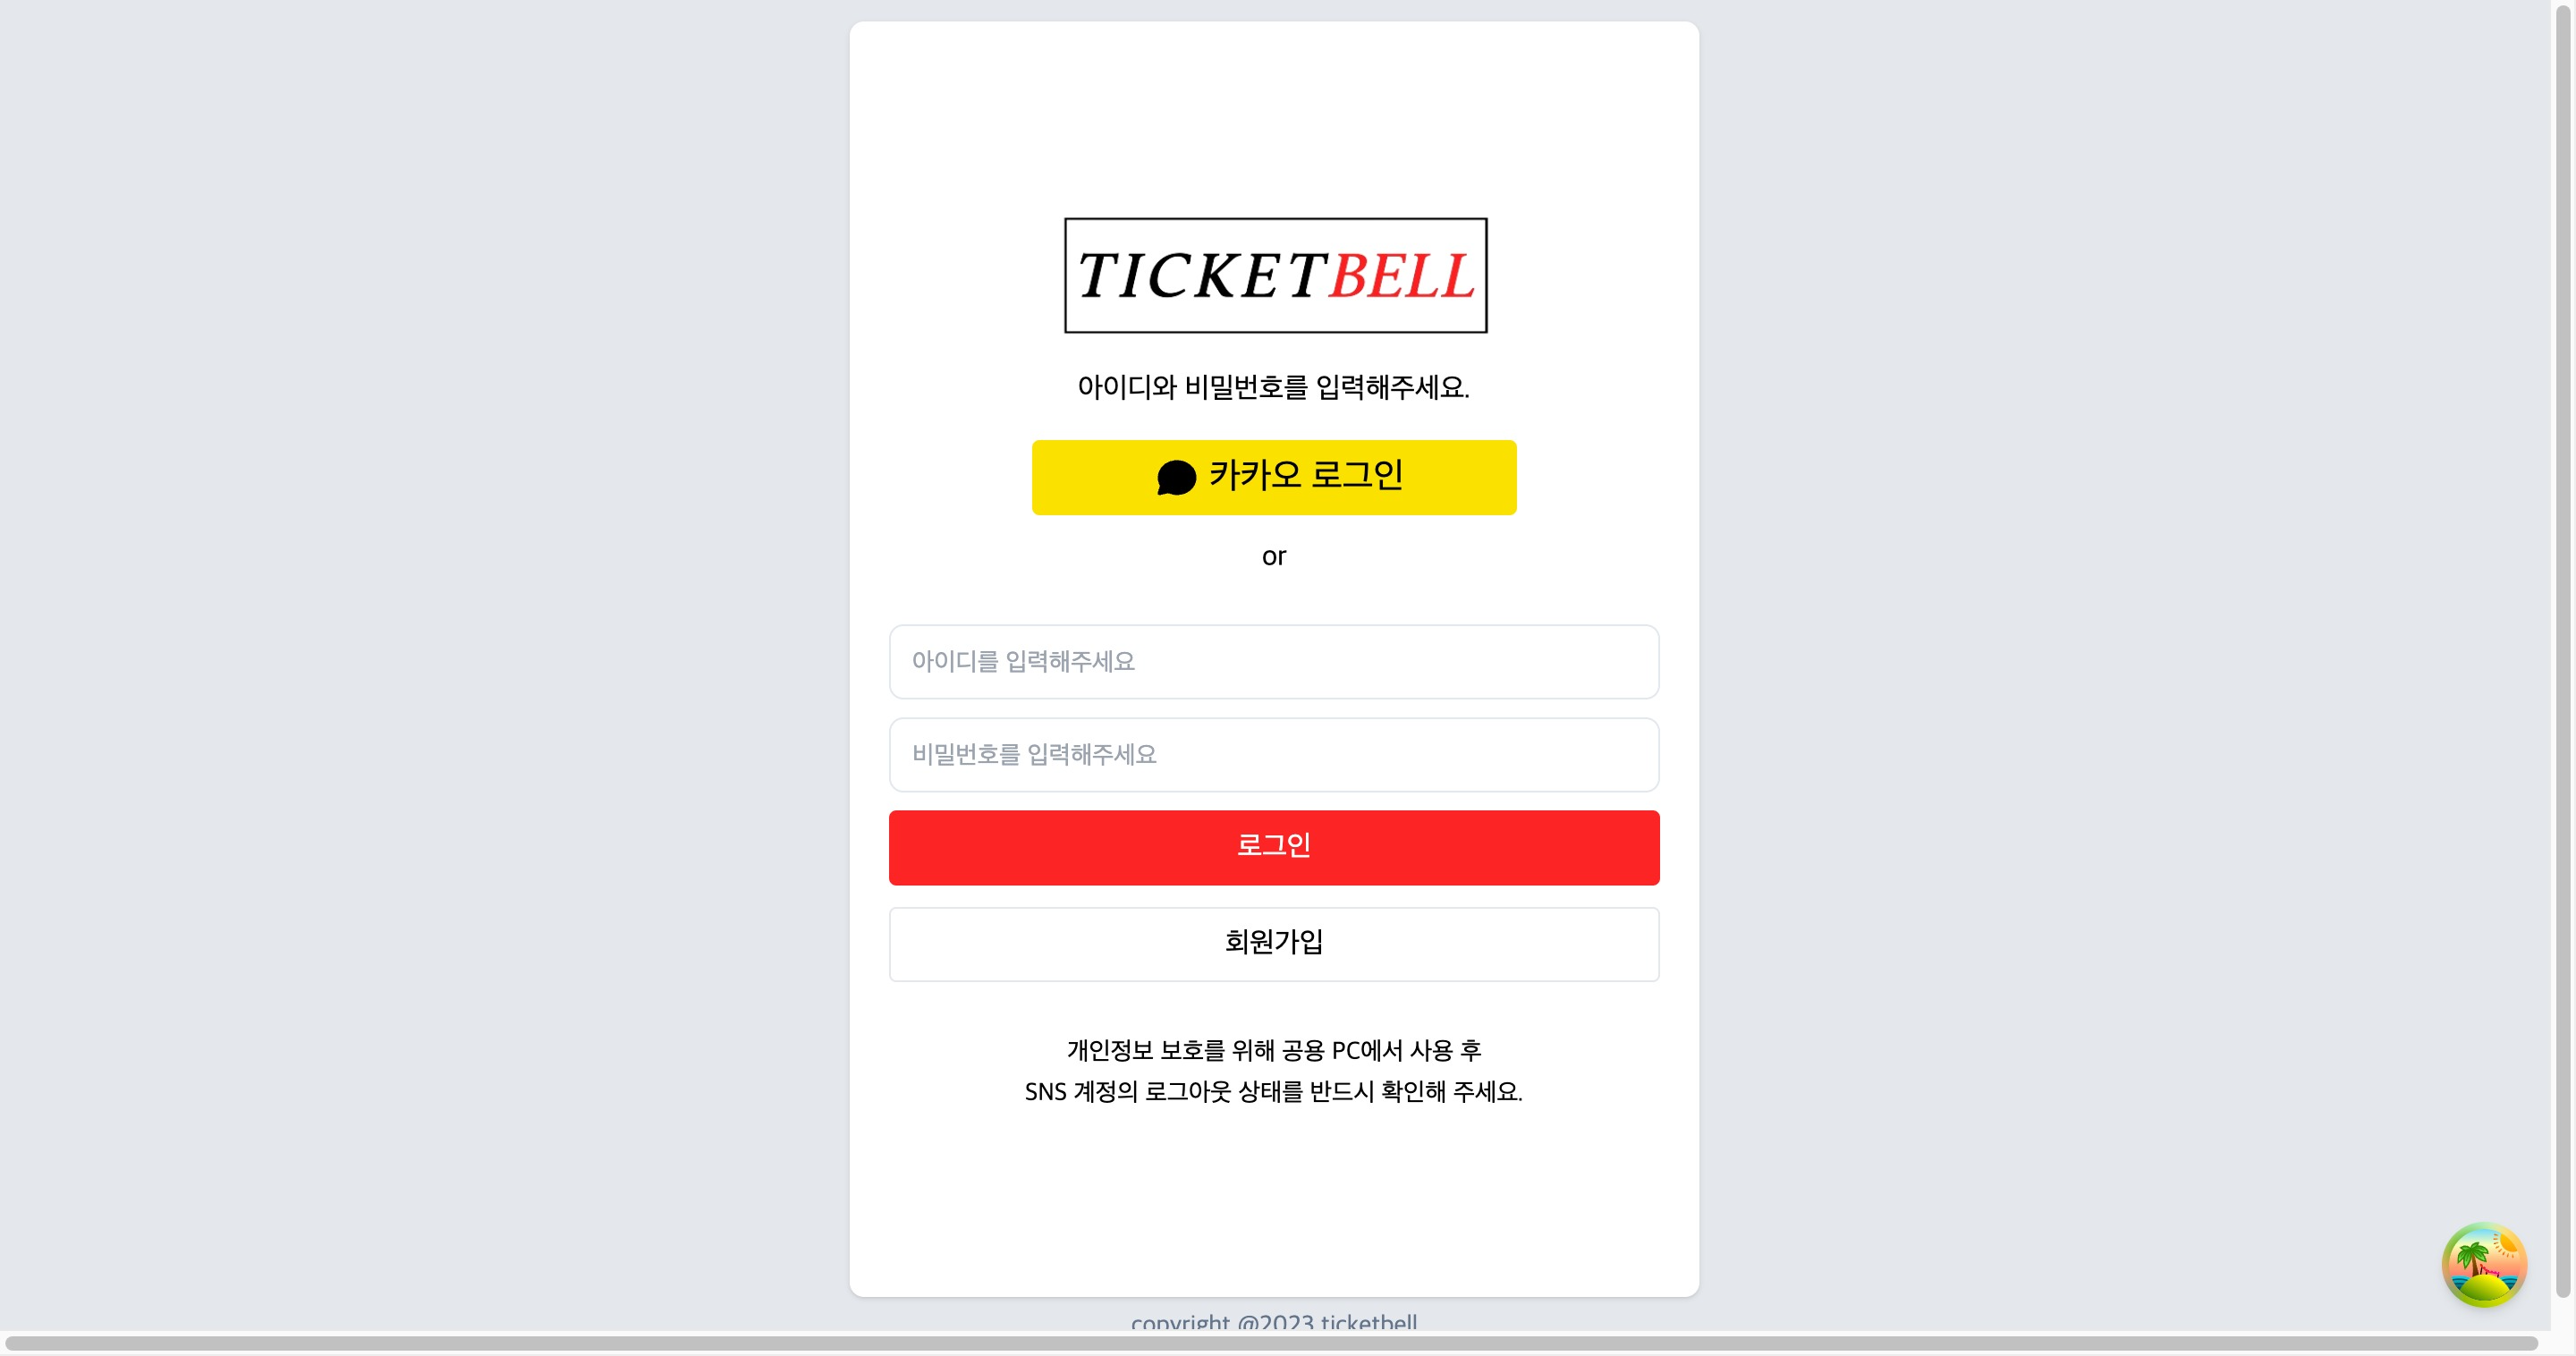 TICKETBELL
아이디와 비밀번호를 입력해주세요.
카카오 로그인
or
아이디를 입력해주세요
비밀번호를 입력해주세요
로그인
회원가입
개인정보 보호를 위해 공용 PC에서 사용 후
SNS 계정의 로그아웃 상태를 반드시 확인해 주세요.
copyright @2023 ticketbell